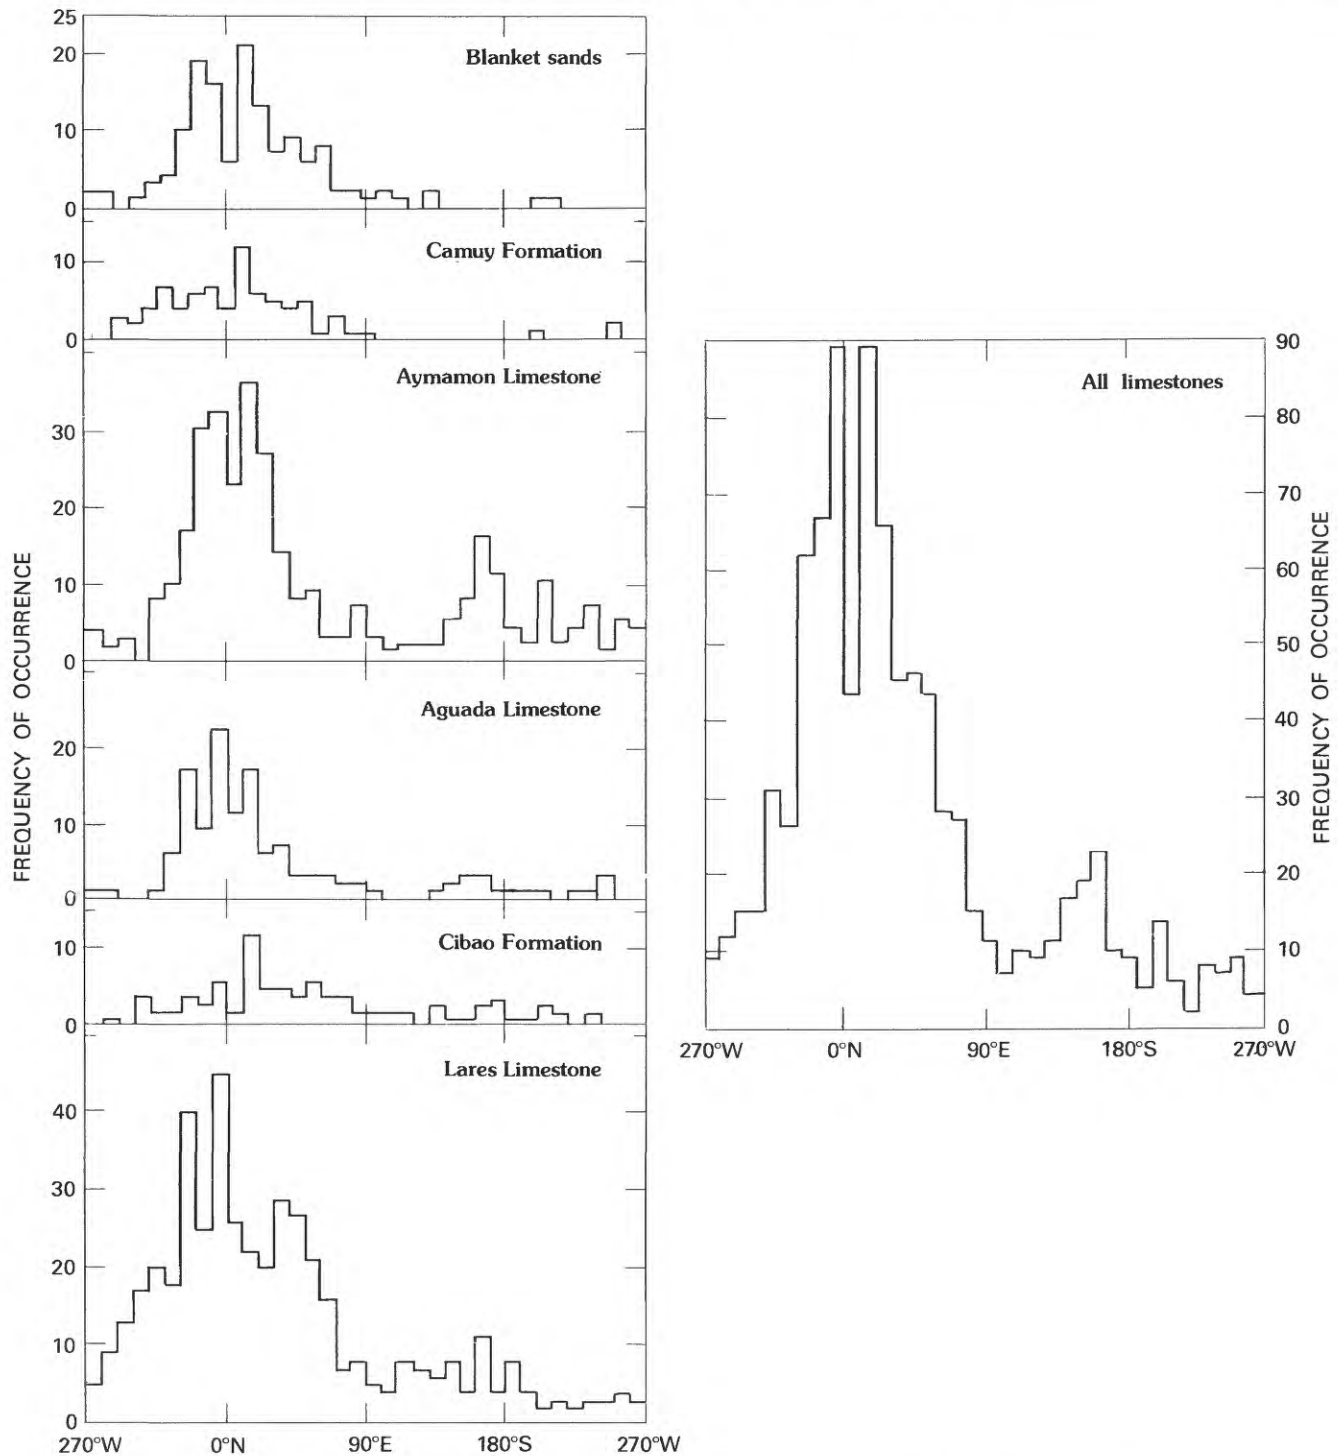 25
20
10
0
Blanket sands
10
0
Camuy Formation
30
20
10
0
Aymamon Limestone
20
10
0
Aguada Limestone
10
0
Cibao Formation
40
30
20
10
0
Lares Limestone
270°W 0°N 90°E 180°S 270°W
FREQUENCY OF OCCURRENCE
All limestones
90
80
70
60
50
40
30
20
10
0
270°W 0°N 90°E 180°S 270°W
FREQUENCY OF OCCURRENCE